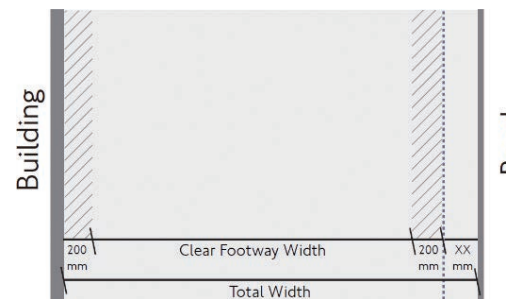 Building
200 mm
Clear Footway Width
200 mm
XX mm
Total Width